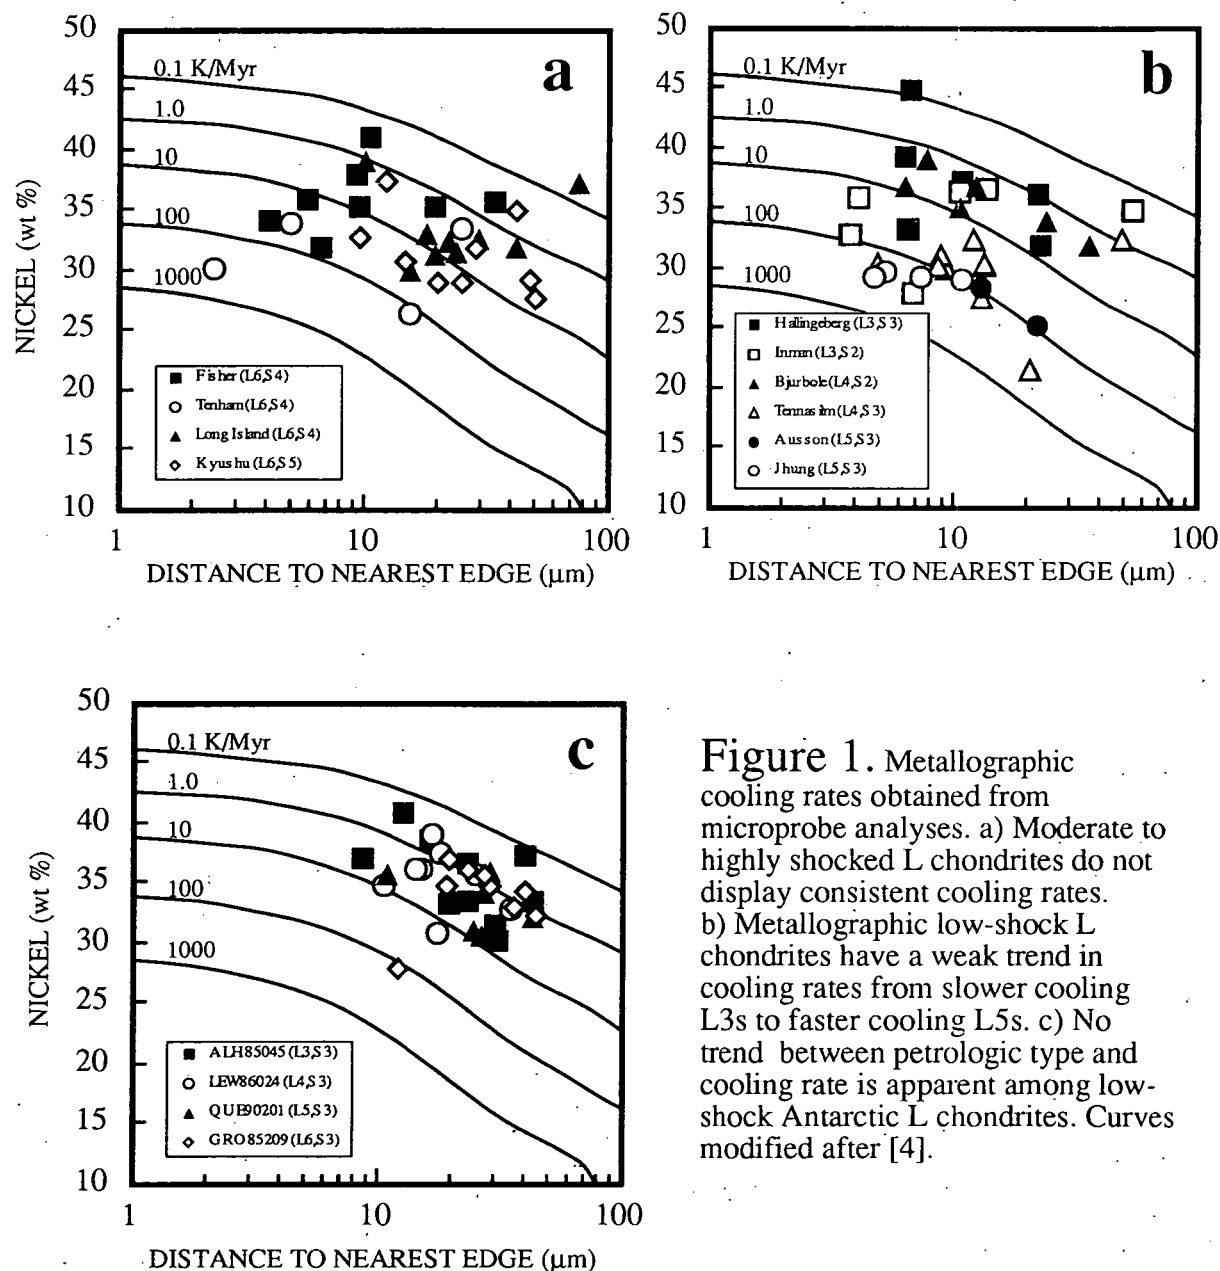 a
NICKEL (wt %)
50
45
40
35
30
25
20
15
10
0.1 K/Myr
1.0
10
100
1000
Fisher (L6,S4)
Tenham (L6,S4)
Long Island (L6,S4)
Kyushu (L6,S5)
1 10 100
DISTANCE TO NEAREST EDGE (µm)
b
50
45
40
35
30
25
20
15
10
0.1 K/Myr
1.0
10
100
1000
Hallingeberg (L3,S3)
Inman (L3,S2)
Bjurbole (L4,S2)
Tennasilm (L4,S3)
Ausson (L5,S3)
Jhung (L5,S3)
1 10 100
DISTANCE TO NEAREST EDGE (µm)
c
NICKEL (wt %)
50
45
40
35
30
25
20
15
10
0.1 K/Myr
1.0
10
100
1000
ALH85045 (L3,S3)
LEW86024 (L4,S3)
QUE90201 (L5,S3)
GRO85209 (L6,S3)
1 10 100
DISTANCE TO NEAREST EDGE (µm)
Figure 1. Metallographic
cooling rates obtained from
microprobe analyses. a) Moderate to
highly shocked L chondrites do not
display consistent cooling rates.
b) Metallographic low-shock L
chondrites have a weak trend in
cooling rates from slower cooling
L3s to faster cooling L5s. c) No
trend between petrologic type and
cooling rate is apparent among low-
shock Antarctic L chondrites. Curves
modified after [4].